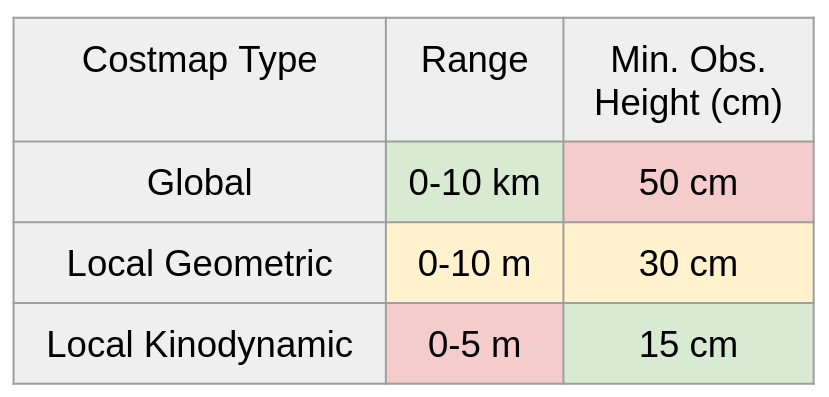 Costmap Type Range Min. Obs.
Height (cm)
Global 0-10 km 50 cm
Local Geometric 0-10 m 30 cm
Local Kinodynamic 0-5 m 15 cm